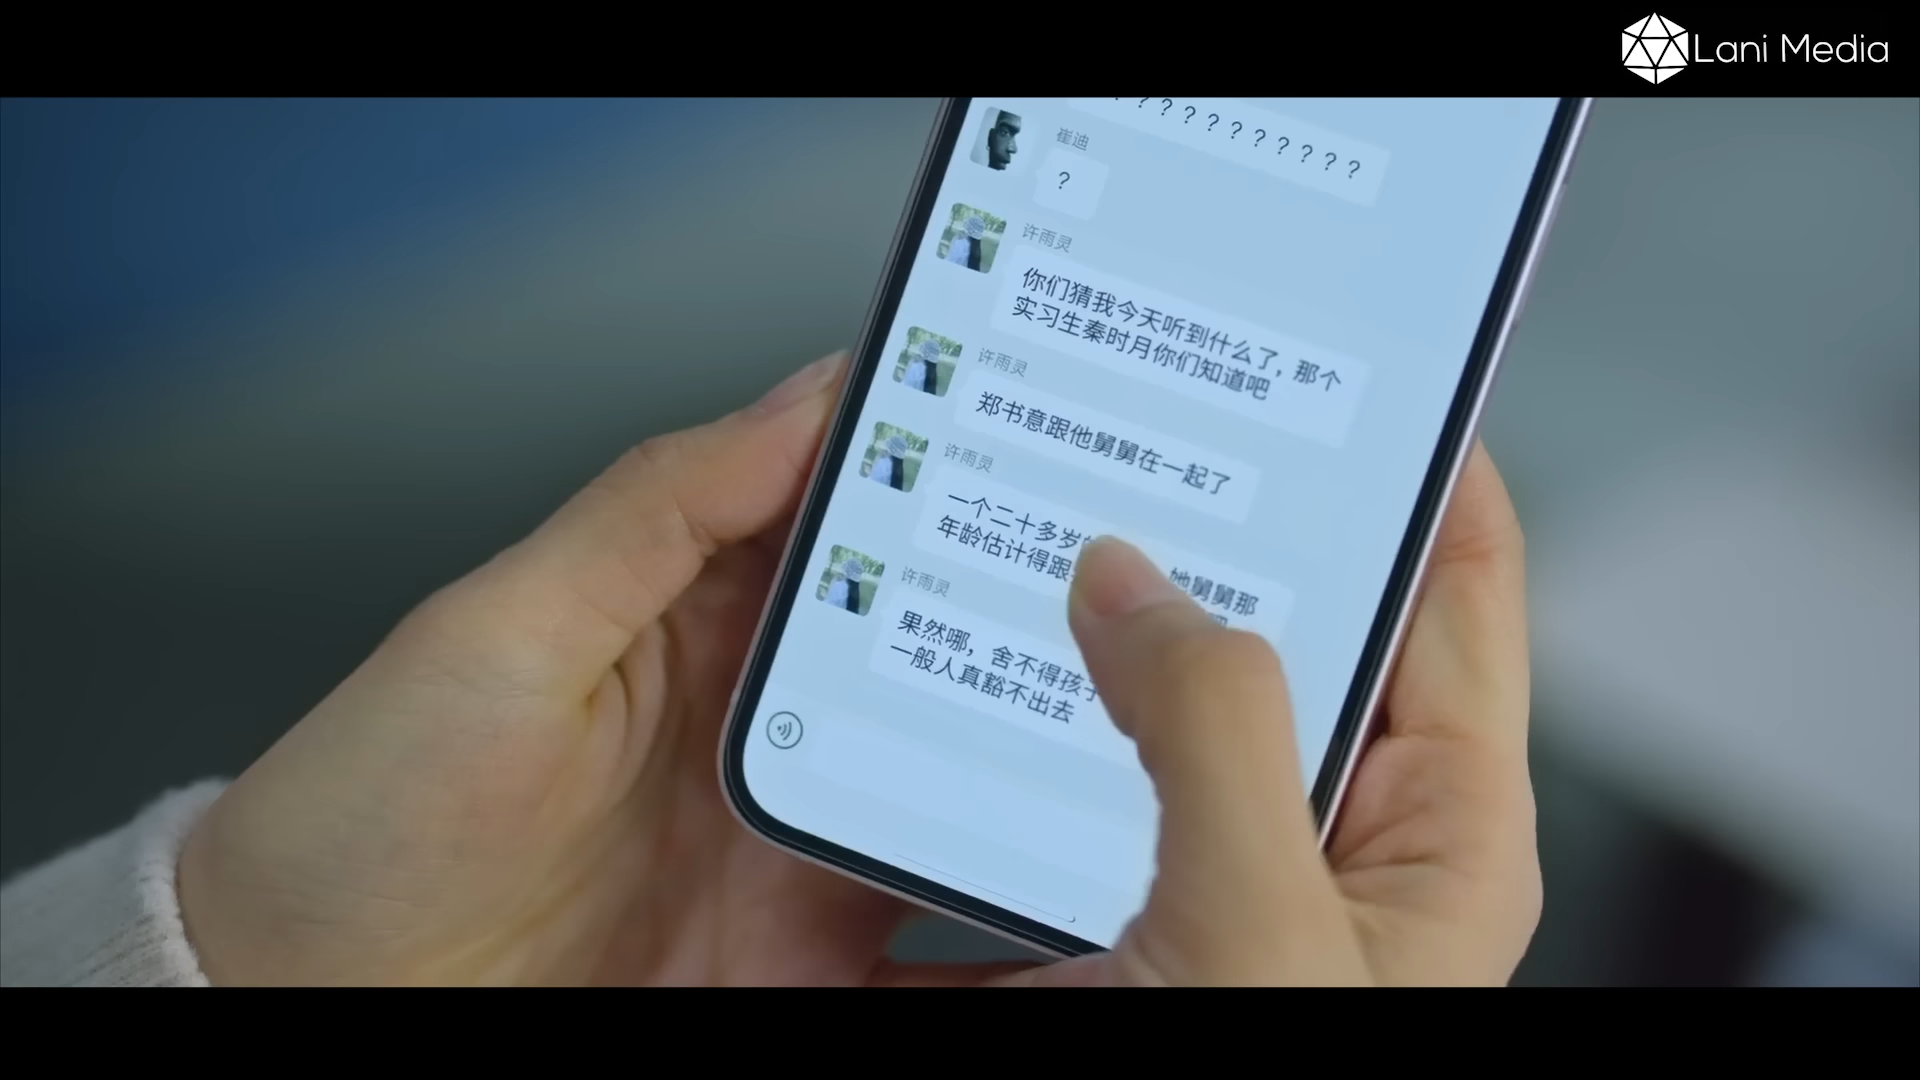 Lani Media
？？？？？？？？？？
崔迪
？
许雨灵
你们猜我今天听到什么了，那个
实习生秦时月你们知道吧
许雨灵
郑书意跟他舅舅在一起了
许雨灵
一个二十多岁 她舅舅那
年龄估计得跟 吧
许雨灵
果然哪，舍不得孩子
一般人真豁不出去